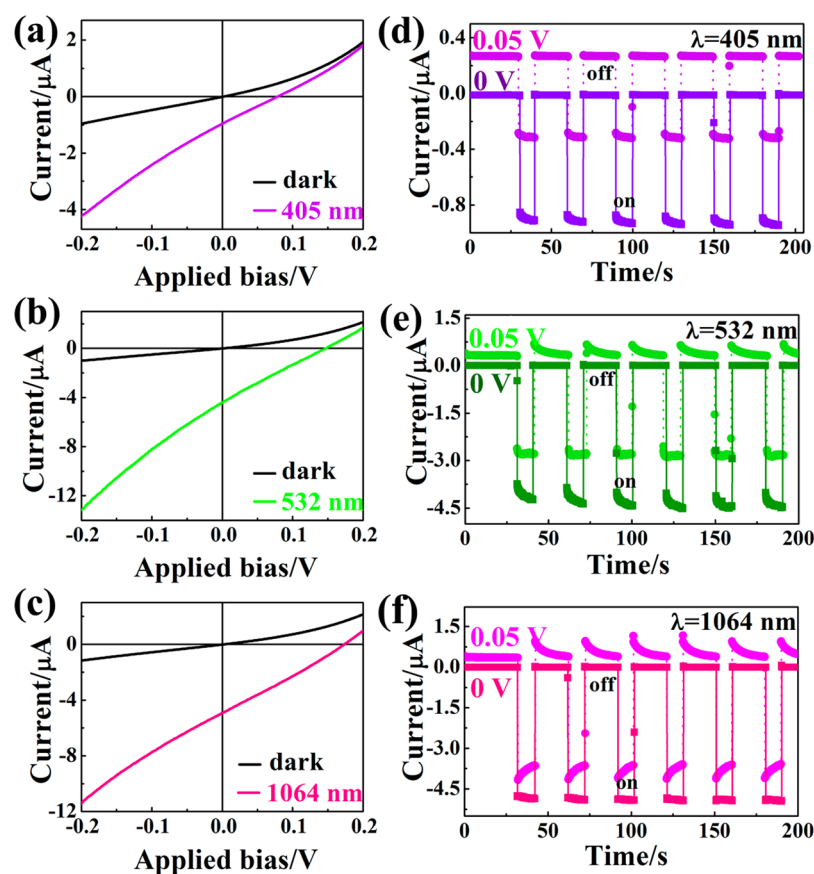 (a)
Current/μA
2
0
-2
-4
-0.2 -0.1 0.0 0.1 0.2
Applied bias/V
dark
405 nm
(d)
Current/μA
0.4
0.0
-0.4
-0.8
0 50 100 150 200
Time/s
0.05 V
0 V
λ=405 nm
off
on
(b)
Current/μA
0
-4
-8
-12
-0.2 -0.1 0.0 0.1 0.2
Applied bias/V
dark
532 nm
(e)
Current/μA
1.5
0.0
-1.5
-3.0
-4.5
0 50 100 150 200
Time/s
0.05 V
0 V
λ=532 nm
off
on
(c)
Current/μA
0
-4
-8
-12
-0.2 -0.1 0.0 0.1 0.2
Applied bias/V
dark
1064 nm
(f)
Current/μA
1.5
0.0
-1.5
-3.0
-4.5
0 50 100 150 200
Time/s
0.05 V
0 V
λ=1064 nm
off
on